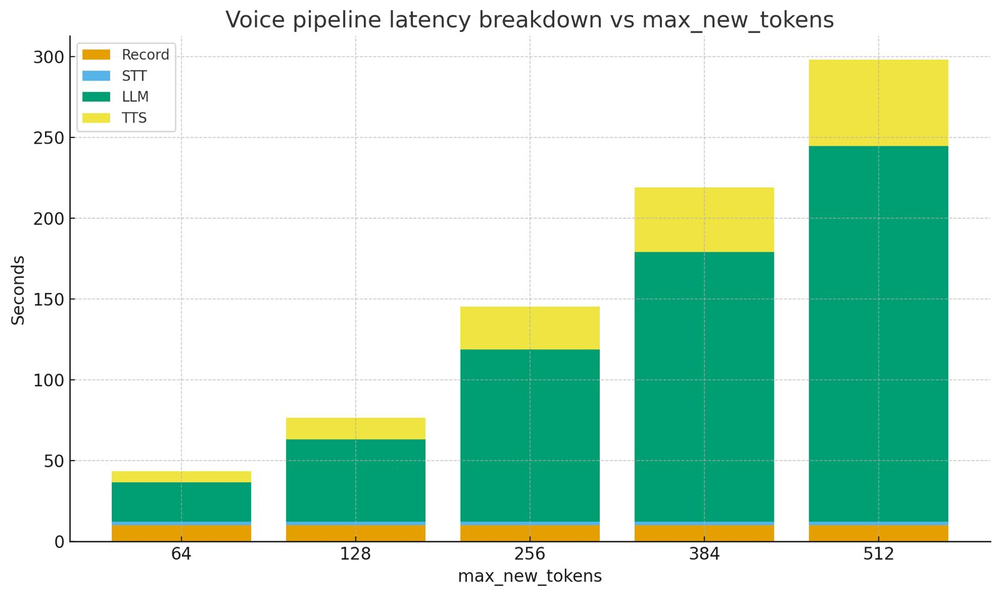 Voice pipeline latency breakdown vs max_new_tokens
Record
STT
LLM
TTS
300
250
200
150
100
50
0
Seconds
64 128 256 384 512
max_new_tokens